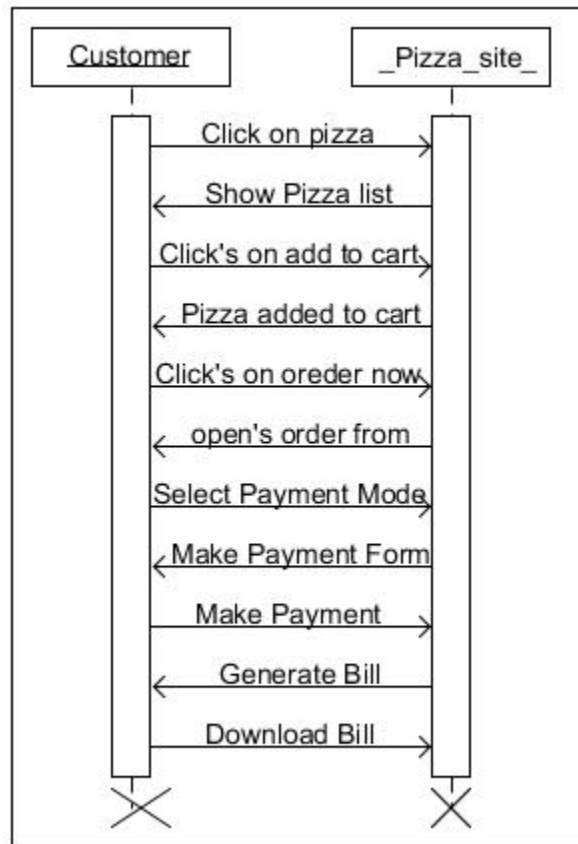 Customer
_Pizza_site_
Click on pizza
Show Pizza list
Click's on add to cart
Pizza added to cart
Click's on oreder now
open's order from
Select Payment Mode
Make Payment Form
Make Payment
Generate Bill
Download Bill